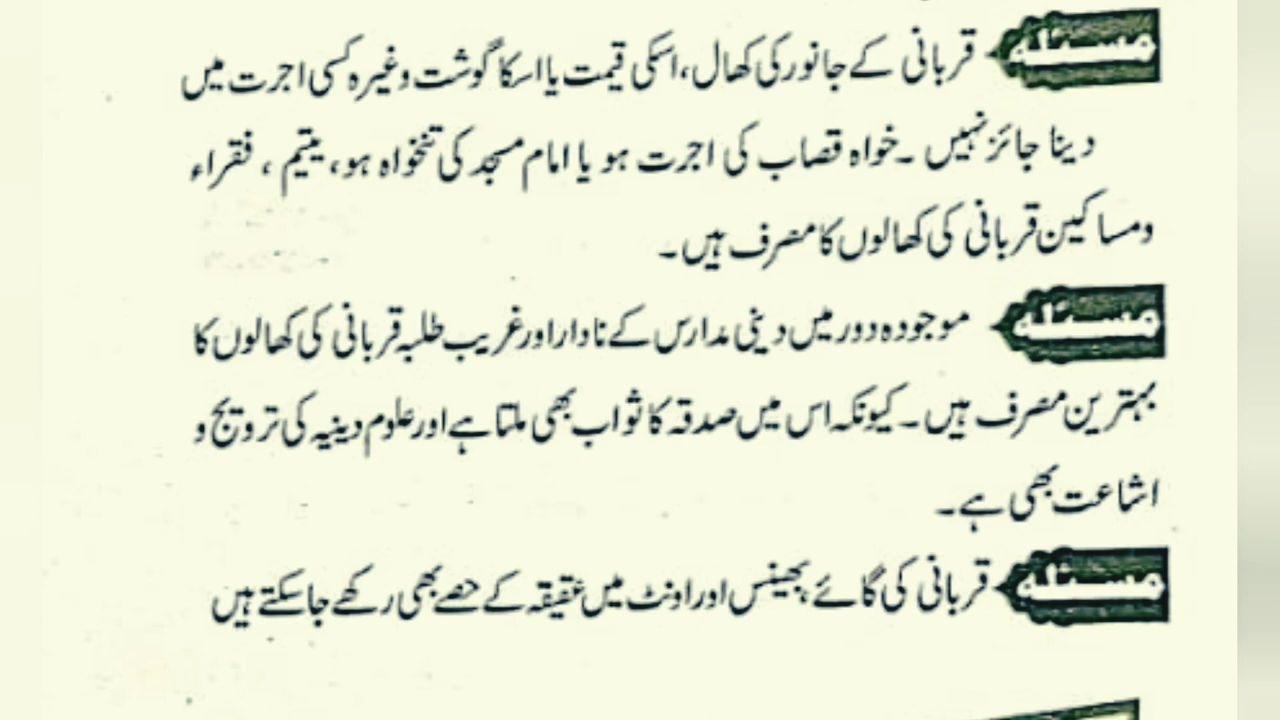 مسئلہ قربانی کے جانور کی کھال، اسکی قیمت یا اسکا گوشت وغیرہ کسی اجرت میں
دینا جائز نہیں ۔ خواہ قصاب کی اجرت ہو یا امام مسجد کی تنخواہ ہو، یتیم ، فقراء
ومساکین قربانی کی کھالوں کا مصرف ہیں ۔
مسئلہ موجودہ دور میں دینی مدارس کے نادار اور غریب طلبہ قربانی کی کھالوں کا
بہترین مصرف ہیں ۔ کیونکہ اس میں صدقہ کا ثواب بھی ملتا ہے اور علوم دینیہ کی ترویج و
اشاعت بھی ہے ۔
مسئلہ قربانی کی گائے، بھینس اور اونٹ میں عقیقہ کے حصے بھی رکھے جاسکتے ہیں